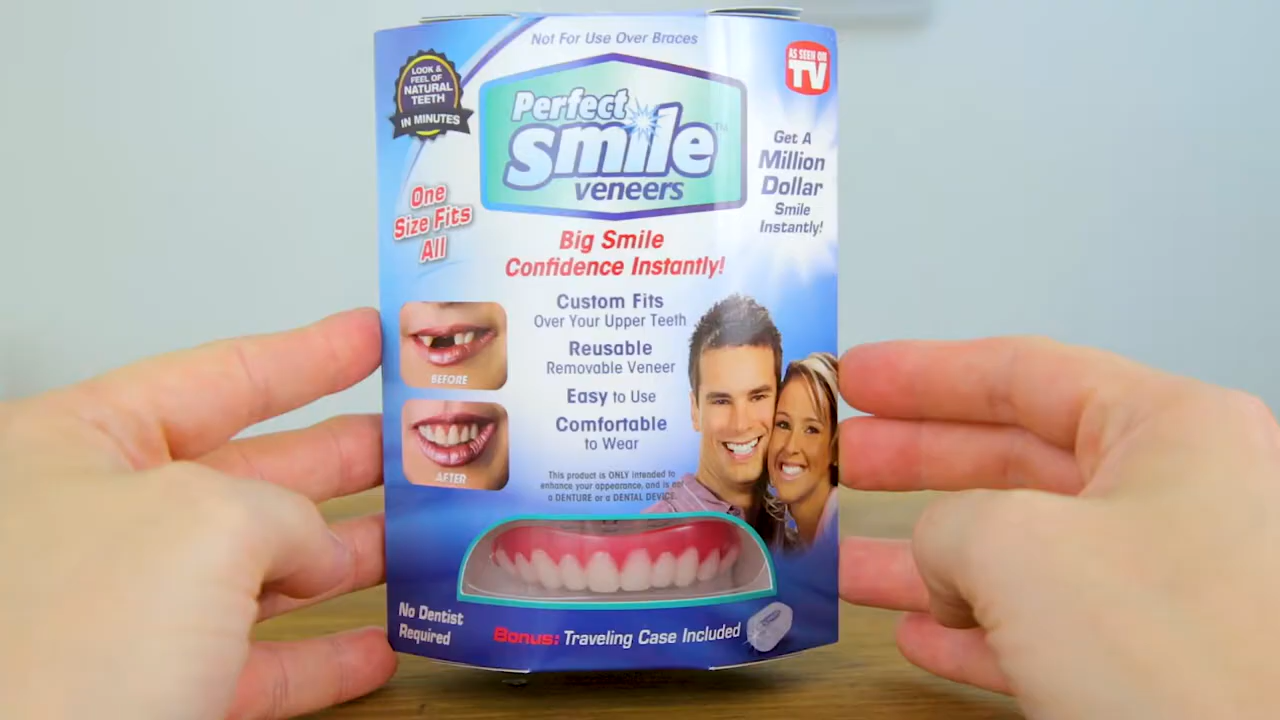 Not For Use Over Braces
LOOK &
FEEL OF
NATURAL
TEETH
IN MINUTES
AS SEEN ON
TV
Perfect
smile™
veneers
Get A
Million
Dollar
Smile
Instantly!
One
Size Fits
All
Big Smile
Confidence Instantly!
Custom Fits
Over Your Upper Teeth
Reusable
Removable Veneer
Easy to Use
Comfortable
to Wear
BEFORE
AFTER
This product is ONLY intended to
enhance your appearance, and is not
a DENTURE or a DENTAL DEVICE.
No Dentist
Required
Bonus: Traveling Case Included